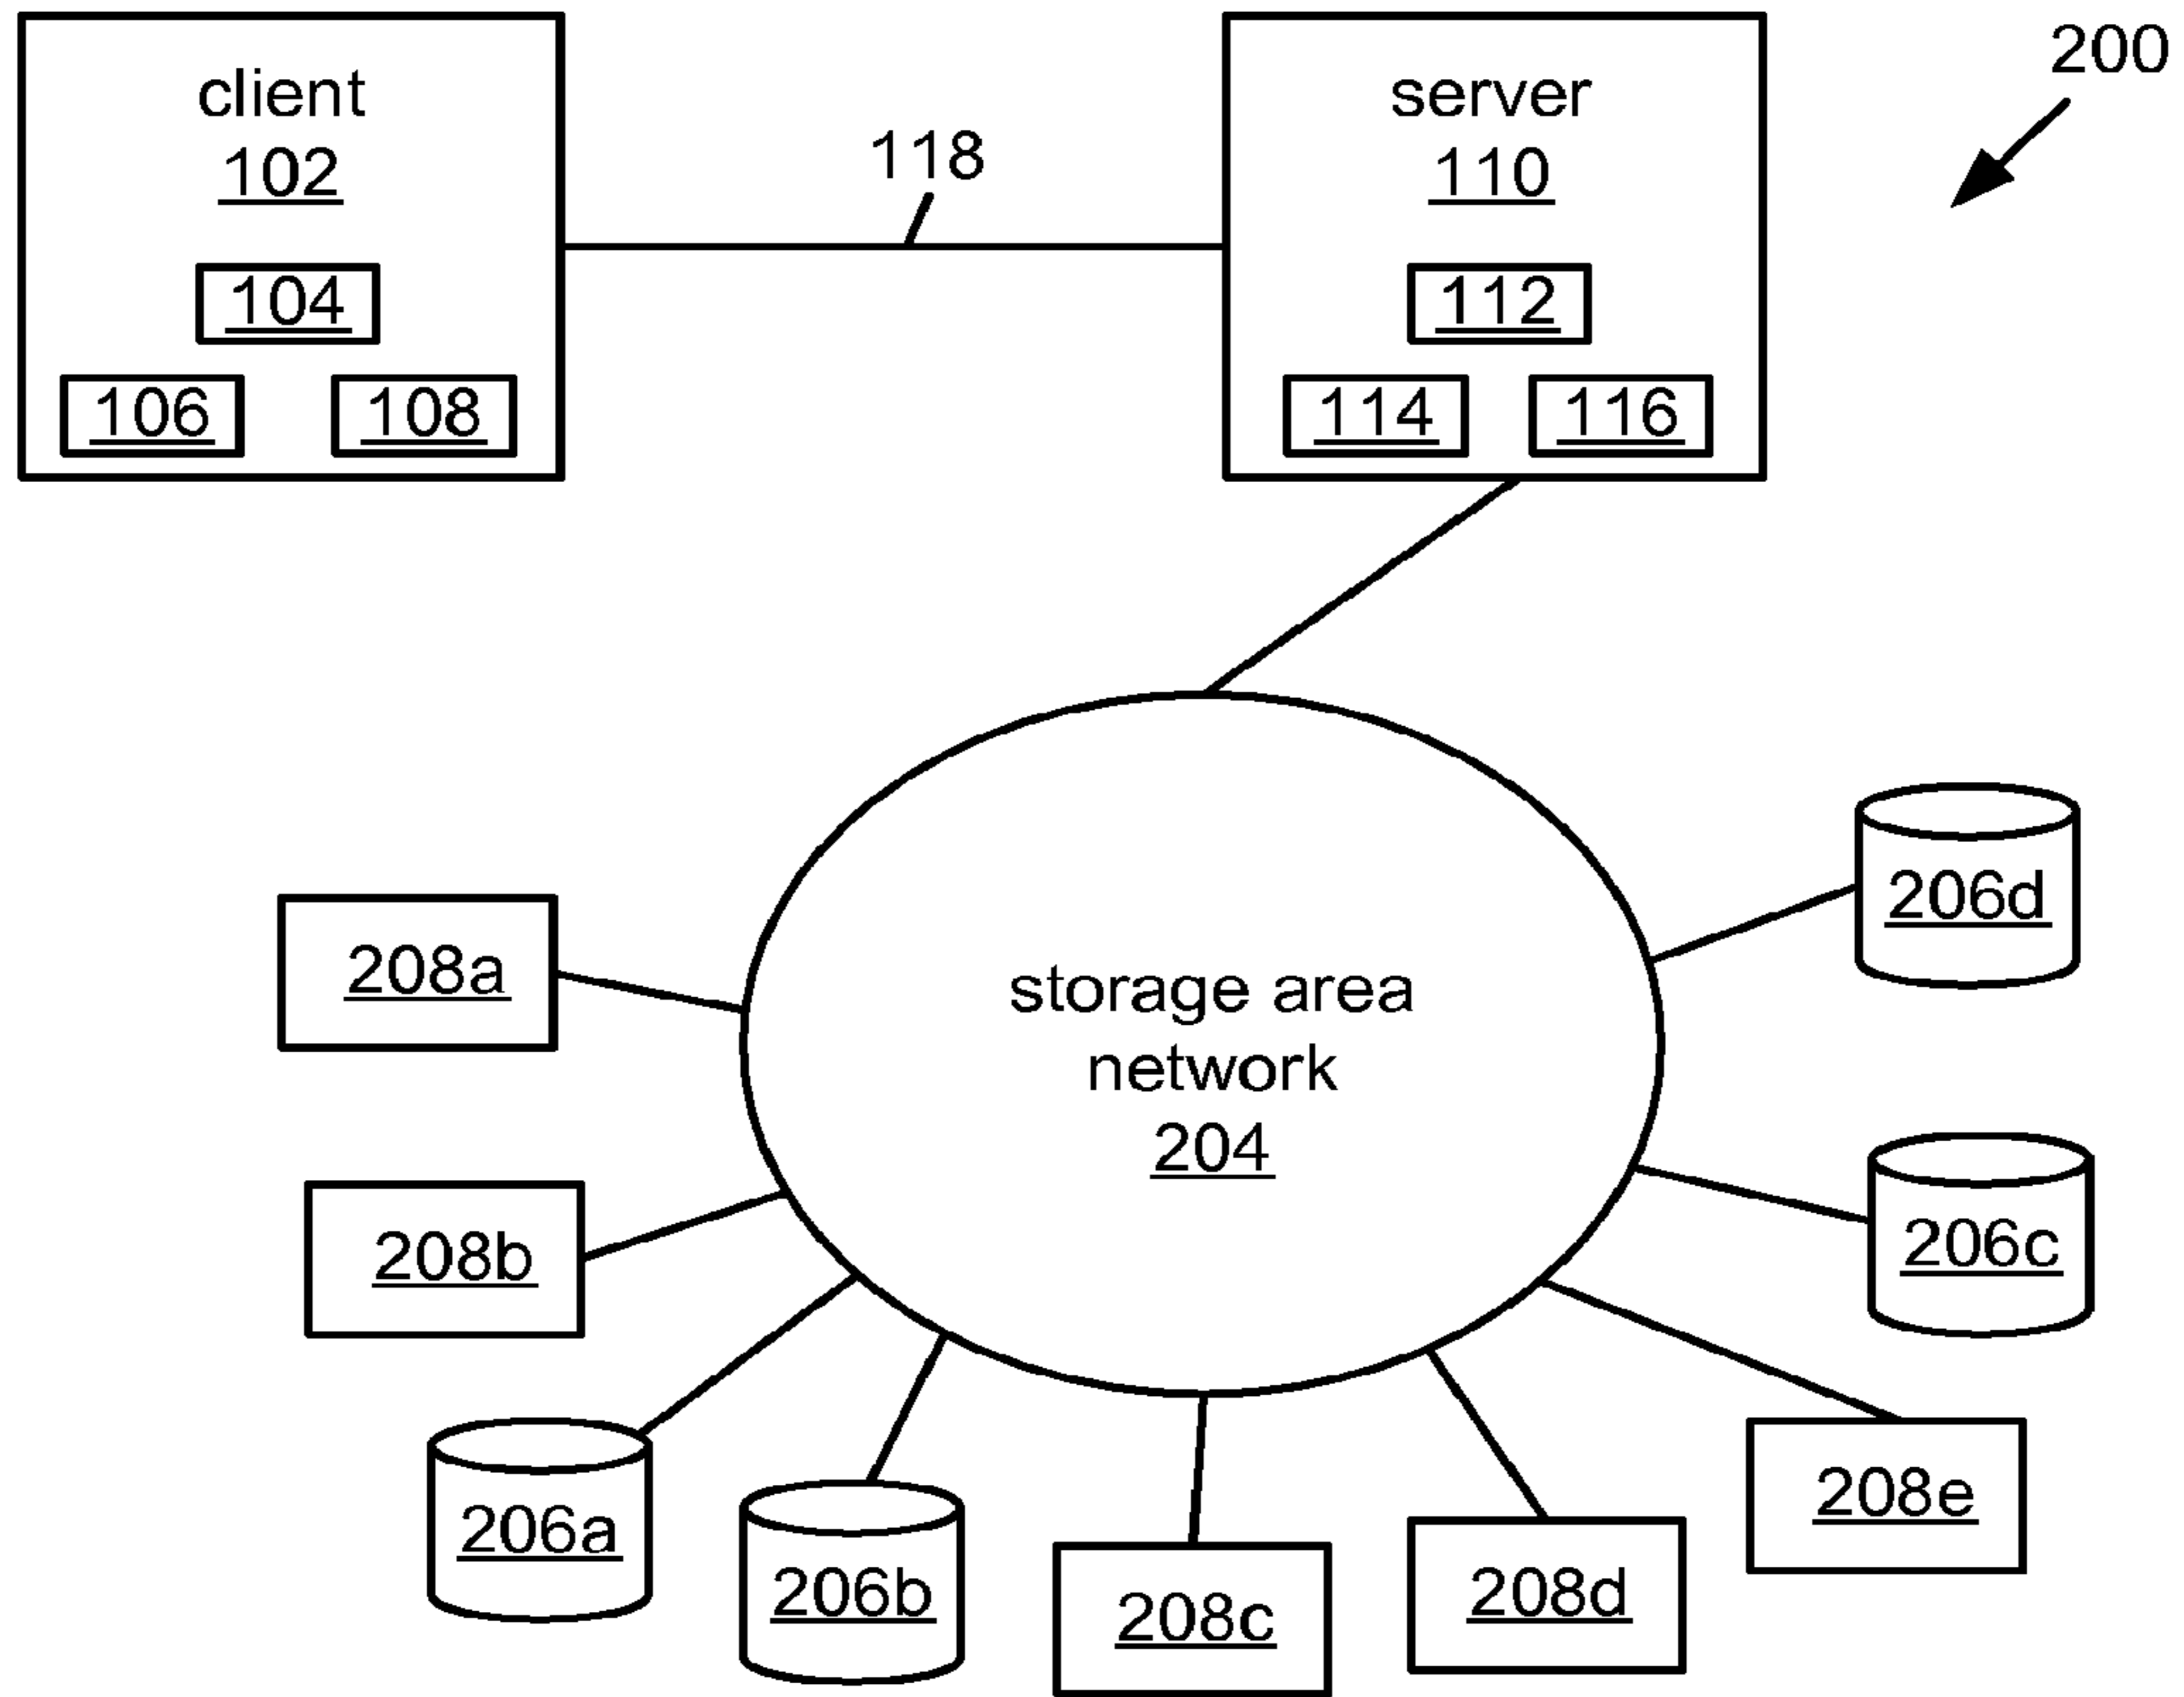 200
client
102
104
106 108
118
server
110
112
114 116
storage area
network
204
208a
208b
206a
206b
208c
208d
208e
206c
206d